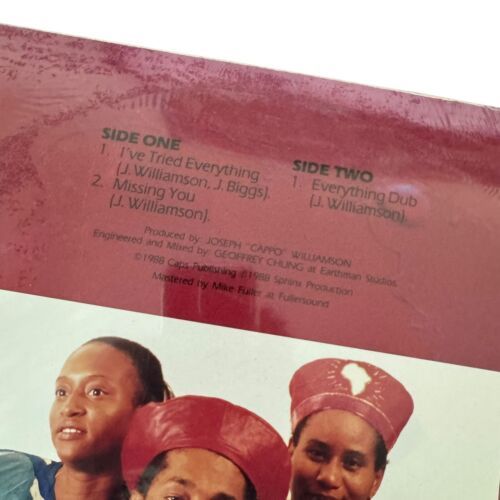 SIDE ONE
1. I've Tried Everything
(J. Williamson, J. Biggs).
2. Missing You
(J. Williamson).
SIDE TWO
1. Everything Dub
(J. Williamson).
Produced by: JOSEPH "CAPPO" WILLIAMSON
Engineered and Mixed by: GEOFFREY CHUNG at Earthman Studios.
©1988 Caps Publishing ℗1988 Sphinx Production
Mastered by Mike Fuller at Fullersound